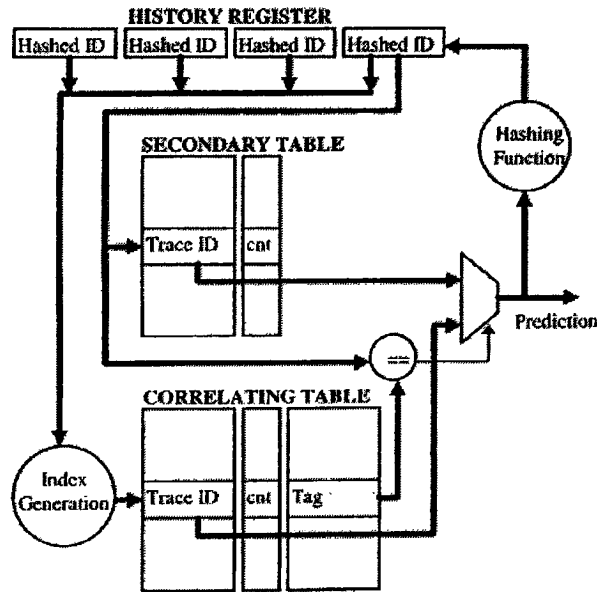 HISTORY REGISTER
Hashed ID Hashed ID Hashed ID Hashed ID
Hashing
Function
SECONDARY TABLE
Trace ID cnt
Prediction
==
CORRELATING TABLE
Index
Generation
Trace ID cnt Tag